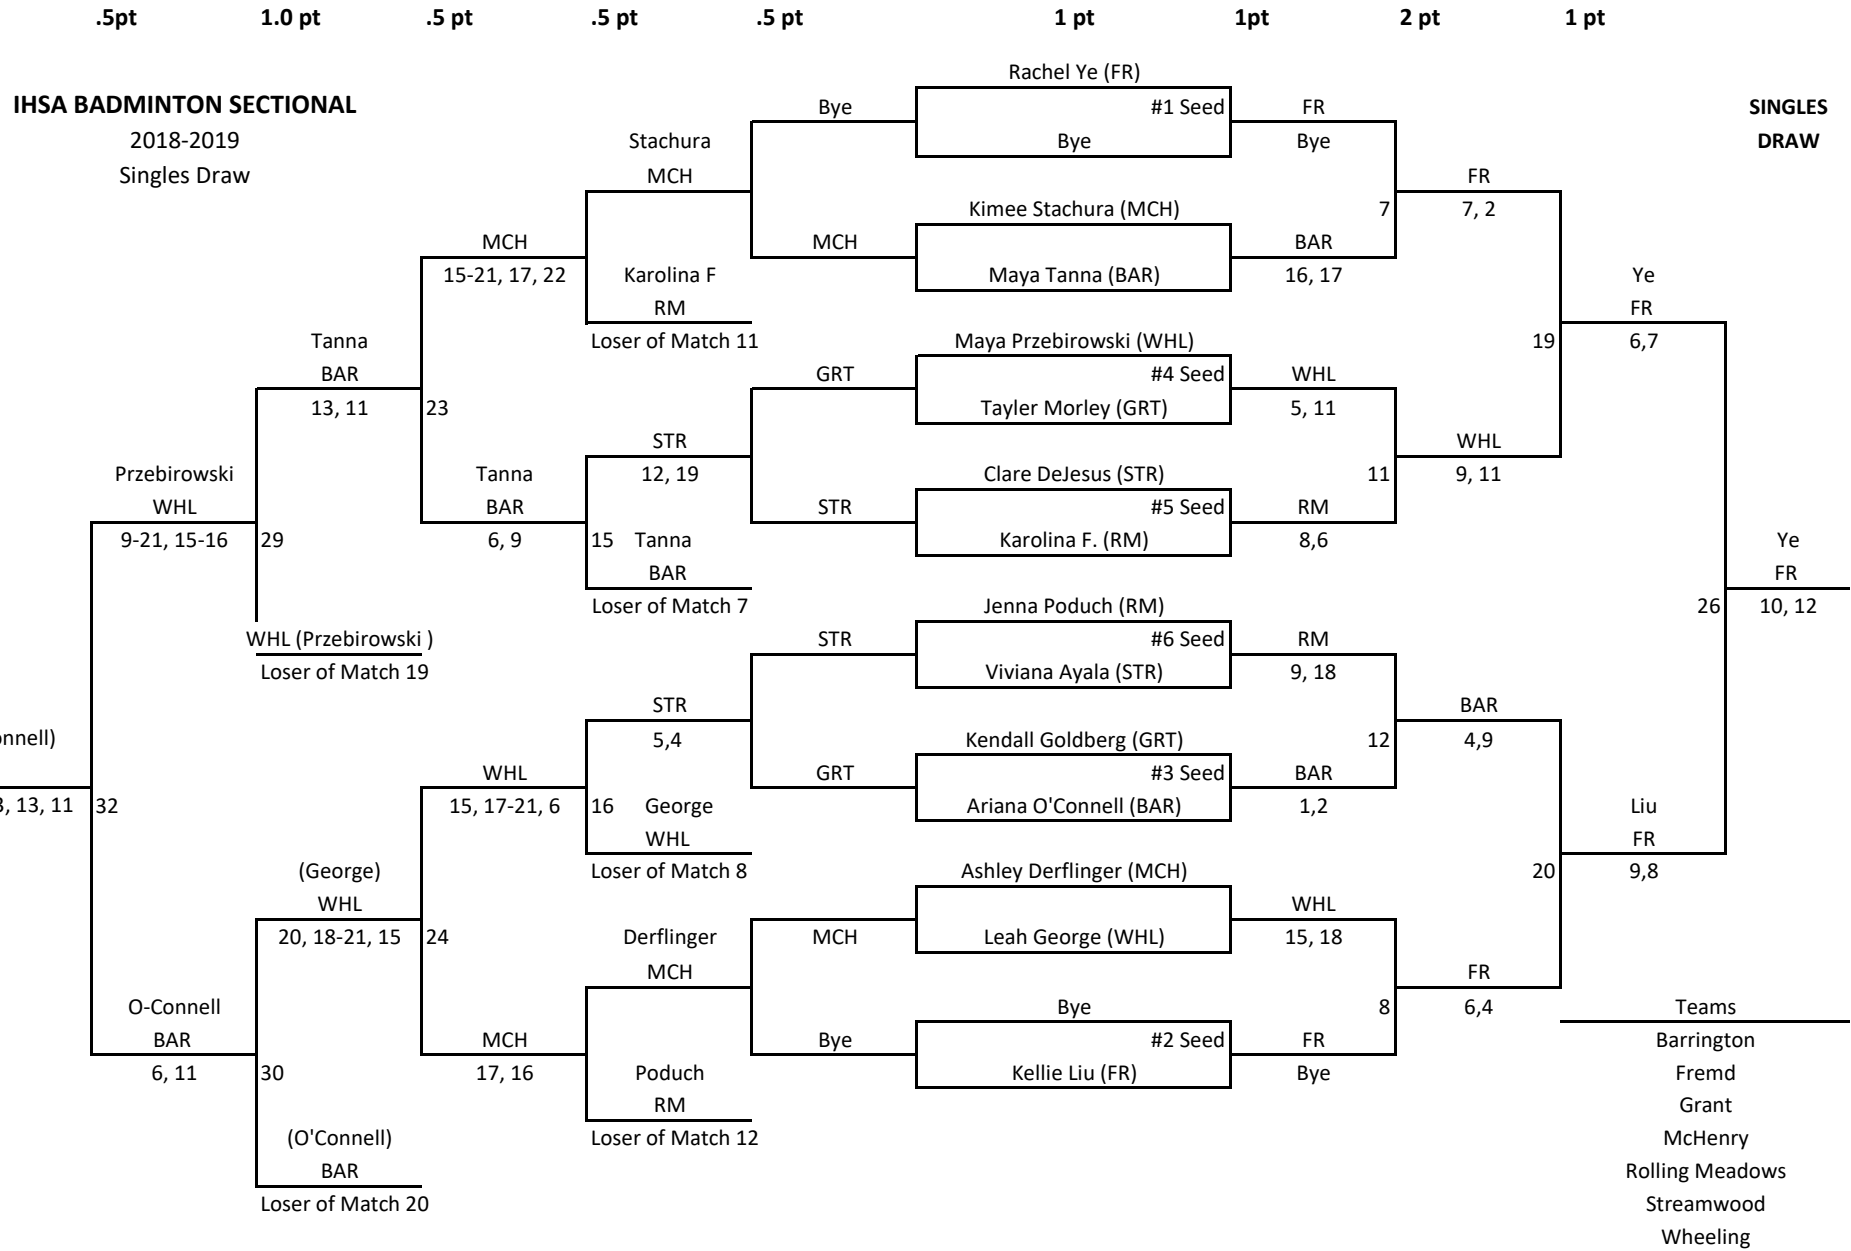 .5pt 1.0 pt .5 pt .5 pt .5 pt 1 pt 1pt 2 pt 1 pt
Rachel Ye (FR)
IHSA BADMINTON SECTIONAL Bye #1 Seed FR SINGLES
2018-2019 Stachura Bye Bye DRAW
Singles Draw MCH FR
Kimee Stachura (MCH) 7 7, 2
MCH MCH BAR
15-21, 17, 22 Karolina F Maya Tanna (BAR) 16, 17 Ye
RM FR
Tanna Loser of Match 11 Maya Przebirowski (WHL) 19 6,7
BAR GRT #4 Seed WHL
13, 11 23 Tayler Morley (GRT) 5, 11
STR WHL
Przebirowski Tanna 12, 19 Clare DeJesus (STR) 11 9, 11
WHL BAR STR #5 Seed RM
9-21, 15-16 29 6, 9 15 Tanna Karolina F. (RM) 8,6 Ye
BAR FR
Loser of Match 7 Jenna Poduch (RM) 26 10, 12
WHL (Przebirowski ) STR #6 Seed RM
Loser of Match 19 Viviana Ayala (STR) 9, 18
STR BAR
onnell) 5,4 Kendall Goldberg (GRT) 12 4,9
WHL GRT #3 Seed BAR
, 13, 11 32 15, 17-21, 6 16 George Ariana O'Connell (BAR) 1,2 Liu
WHL FR
(George) Loser of Match 8 Ashley Derflinger (MCH) 20 9,8
WHL WHL
20, 18-21, 15 24 Derflinger MCH Leah George (WHL) 15, 18
MCH FR
O-Connell Bye 8 6,4 Teams
BAR MCH Bye #2 Seed FR Barrington
6, 11 30 17, 16 Poduch Kellie Liu (FR) Bye Fremd
RM Grant
(O'Connell) Loser of Match 12 McHenry
BAR Rolling Meadows
Loser of Match 20 Streamwood
Wheeling